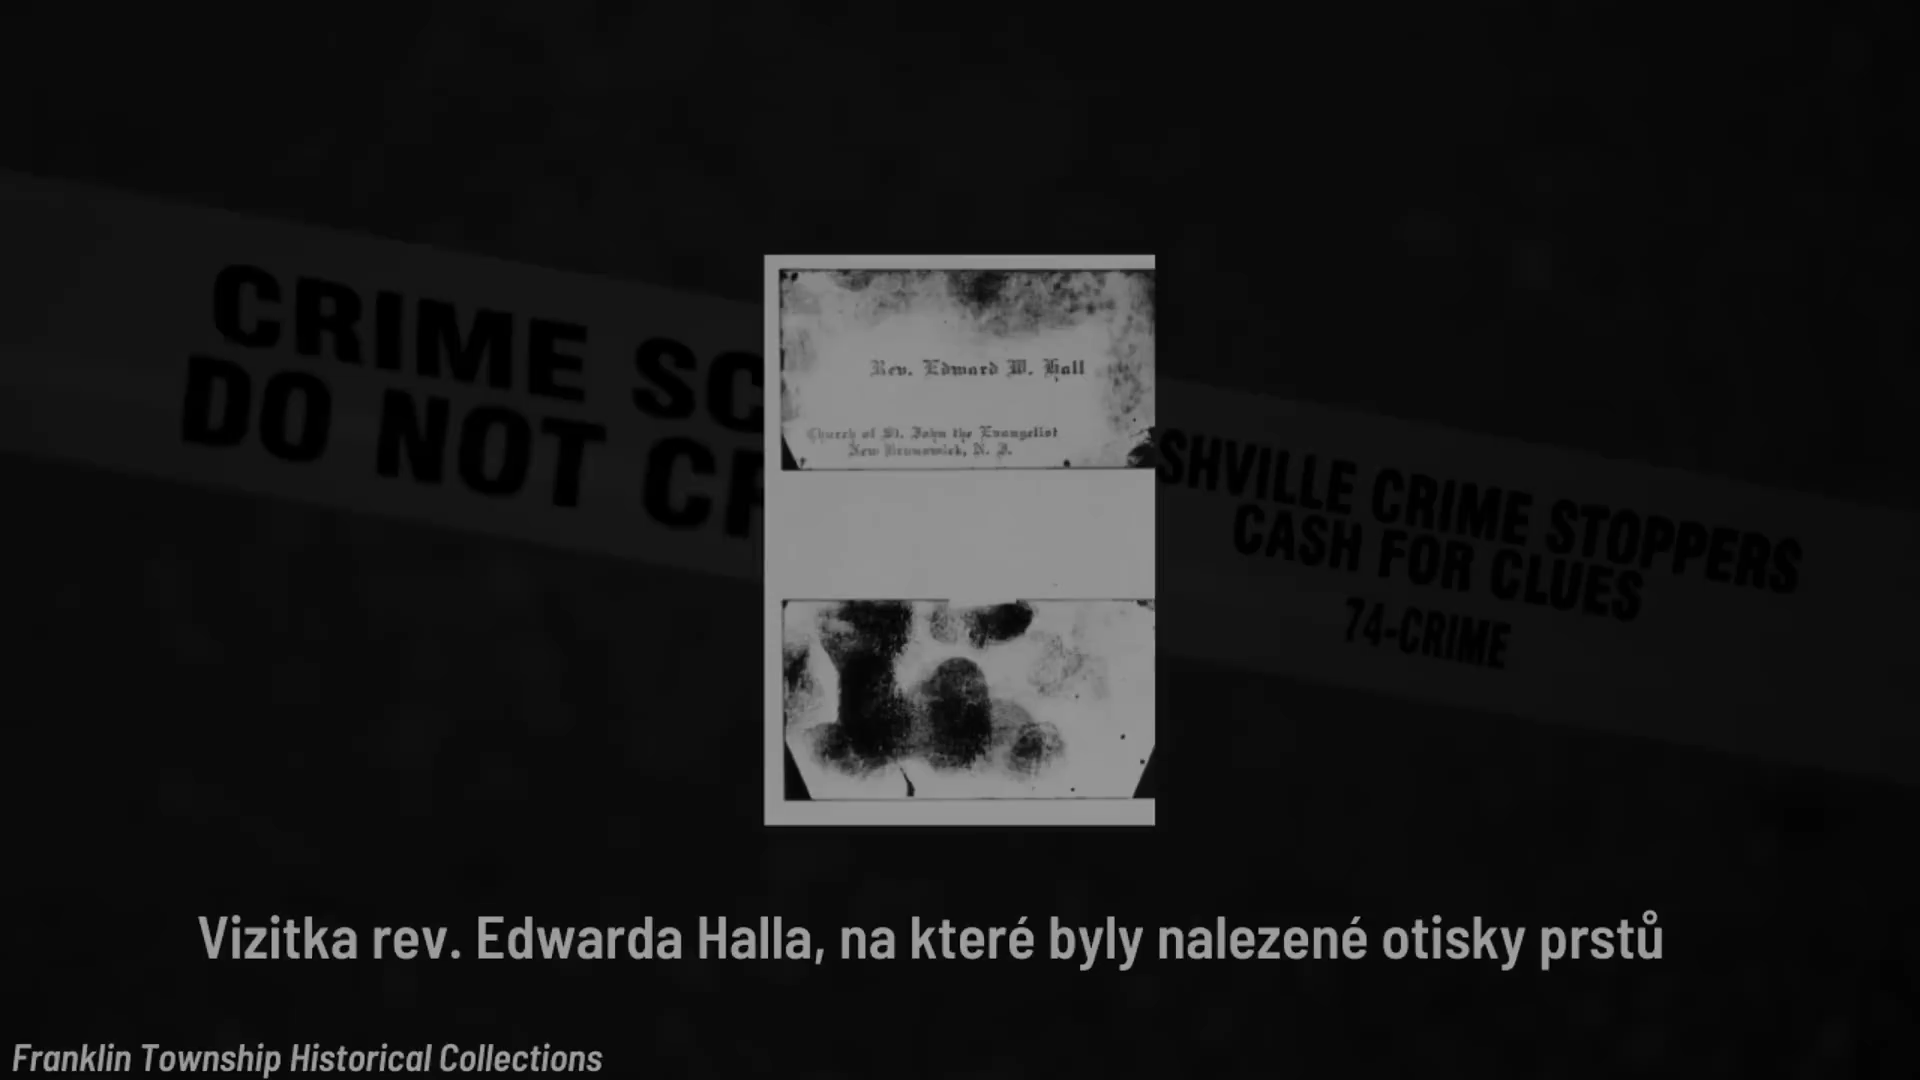 CRIME SC
DO NOT CR
Rev. Edward W. Hall
Church of St. John the Evangelist
New Brunswick, N. J.
SHVILLE CRIME STOPPERS
CASH FOR CLUES
74-CRIME
Vizitka rev. Edwarda Halla, na které byly nalezené otisky prstů
Franklin Township Historical Collections